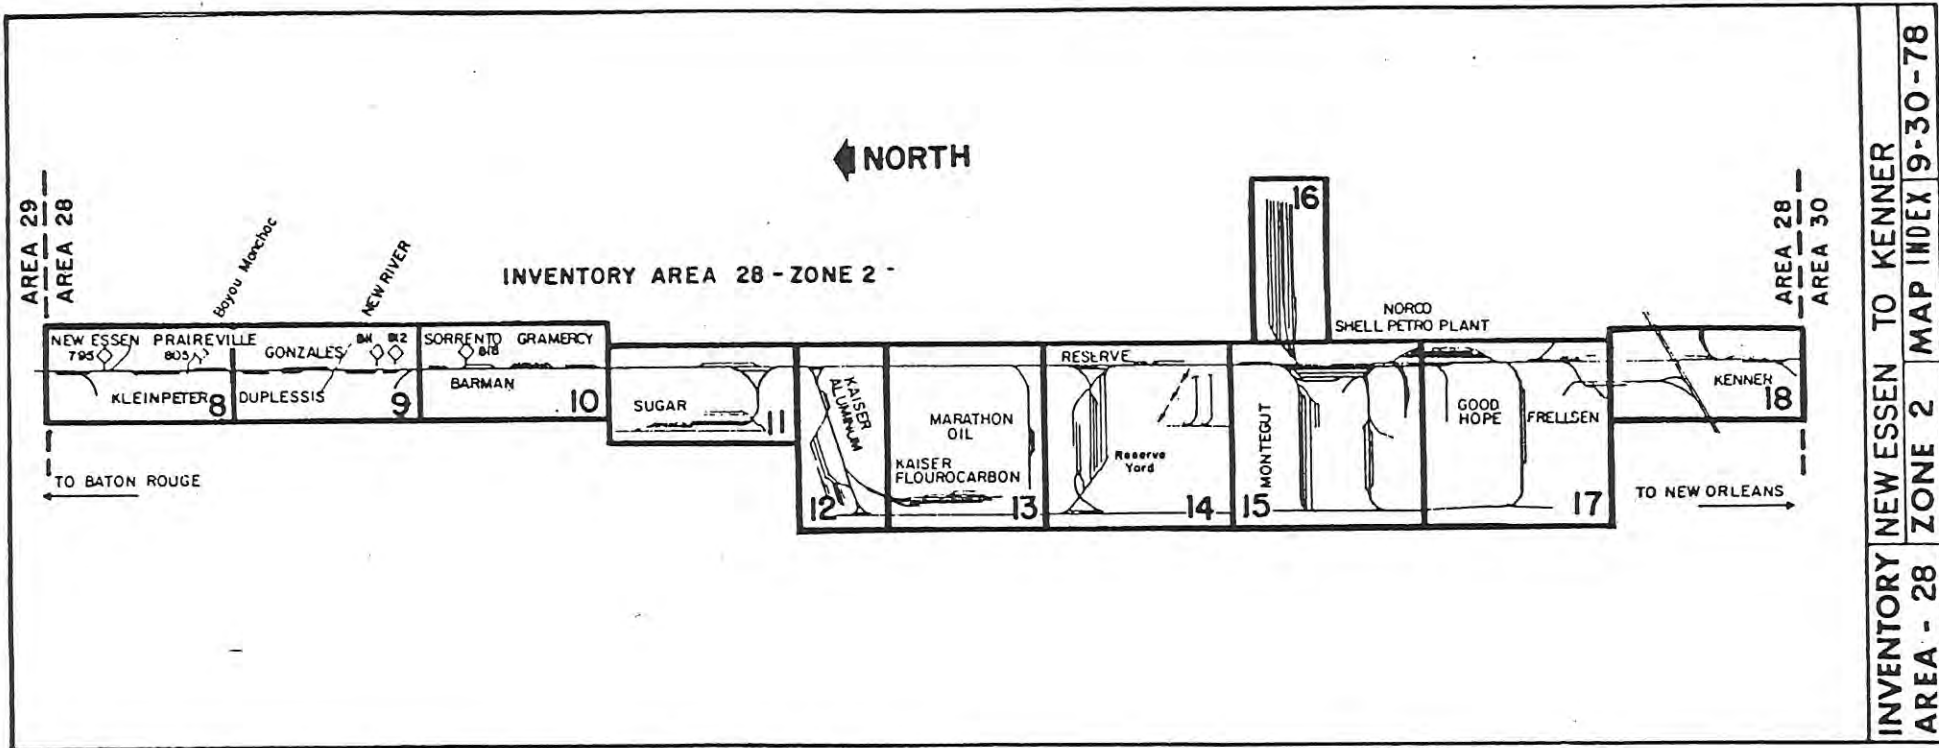 NORTH
AREA 29
AREA 28
Bayou Manchac
NEW RIVER
INVENTORY AREA 28 - ZONE 2
16
AREA 28
AREA 30
NORCO
SHELL PETRO PLANT
NEW ESSEN PRAIREVILLE
795
805
GONZALES
811 812
SORRENTO GRAMERCY
818
KLEINPETER 8
DUPLESSIS 9
BARMAN 10
SUGAR 11
KAISER
ALUMINUM
12
MARATHON
OIL
KAISER
FLOUROCARBON
13
RESERVE
Reserve
Yard
14
MONTEGUT
15
GOOD
HOPE
FRELLSEN
17
KENNER 18
TO BATON ROUGE
TO NEW ORLEANS
INVENTORY NEW ESSEN TO KENNER
AREA - 28 ZONE 2 MAP INDEX 9-30-78